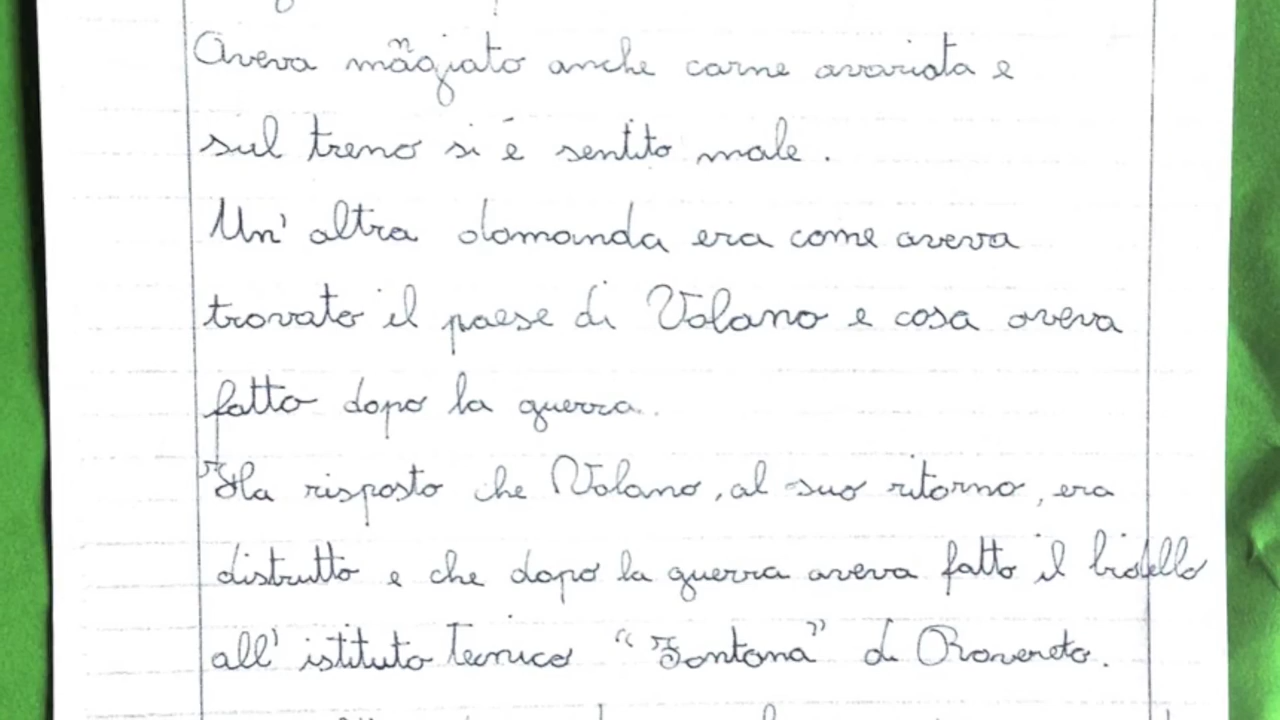 Aveva mangiato anche carne avariata e
sul treno si é sentito male.
Un' altra domanda era come aveva
trovato il paese di Volano e cosa aveva
fatto dopo la guerra.
Ha risposto che Volano, al suo ritorno, era
distrutto e che dopo la guerra aveva fatto il bidello
all' istituto Tecnico "Fontana" di Rovereto.